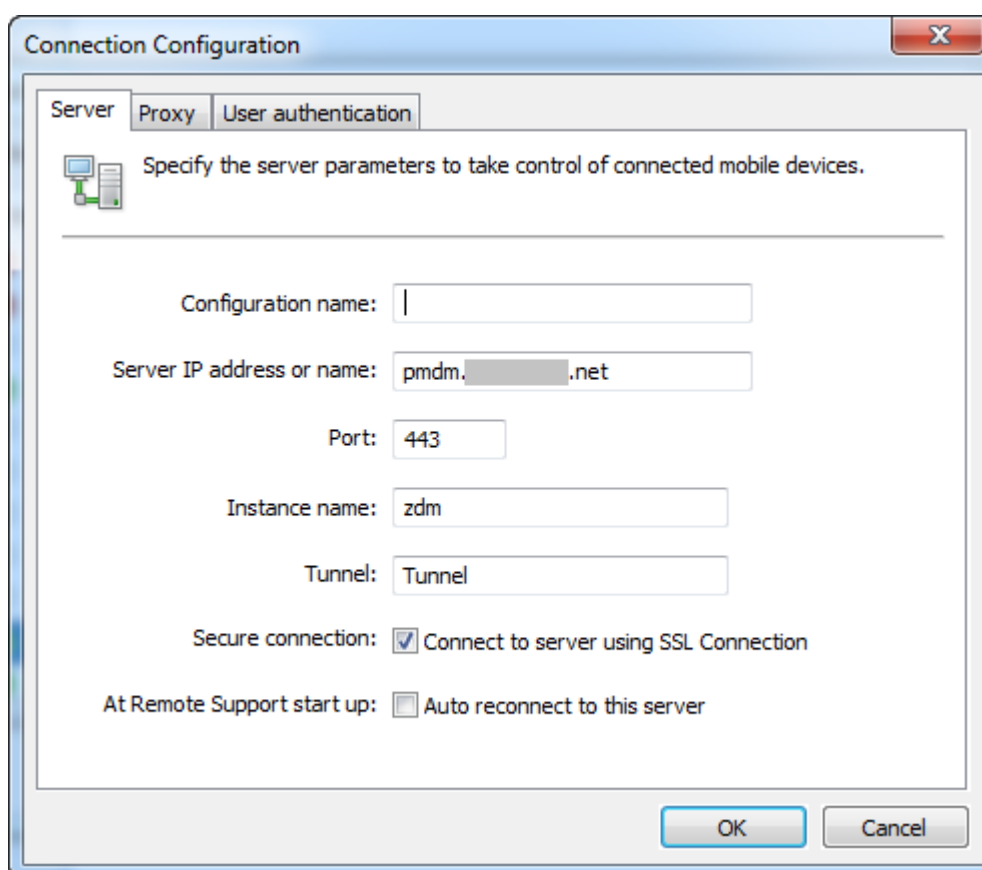 Connection Configuration
Server Proxy User authentication
Specify the server parameters to take control of connected mobile devices.
Configuration name:
Server IP address or name: pmdm. .net
Port: 443
Instance name: zdm
Tunnel: Tunnel
Secure connection: Connect to server using SSL Connection
At Remote Support start up: Auto reconnect to this server
OK Cancel